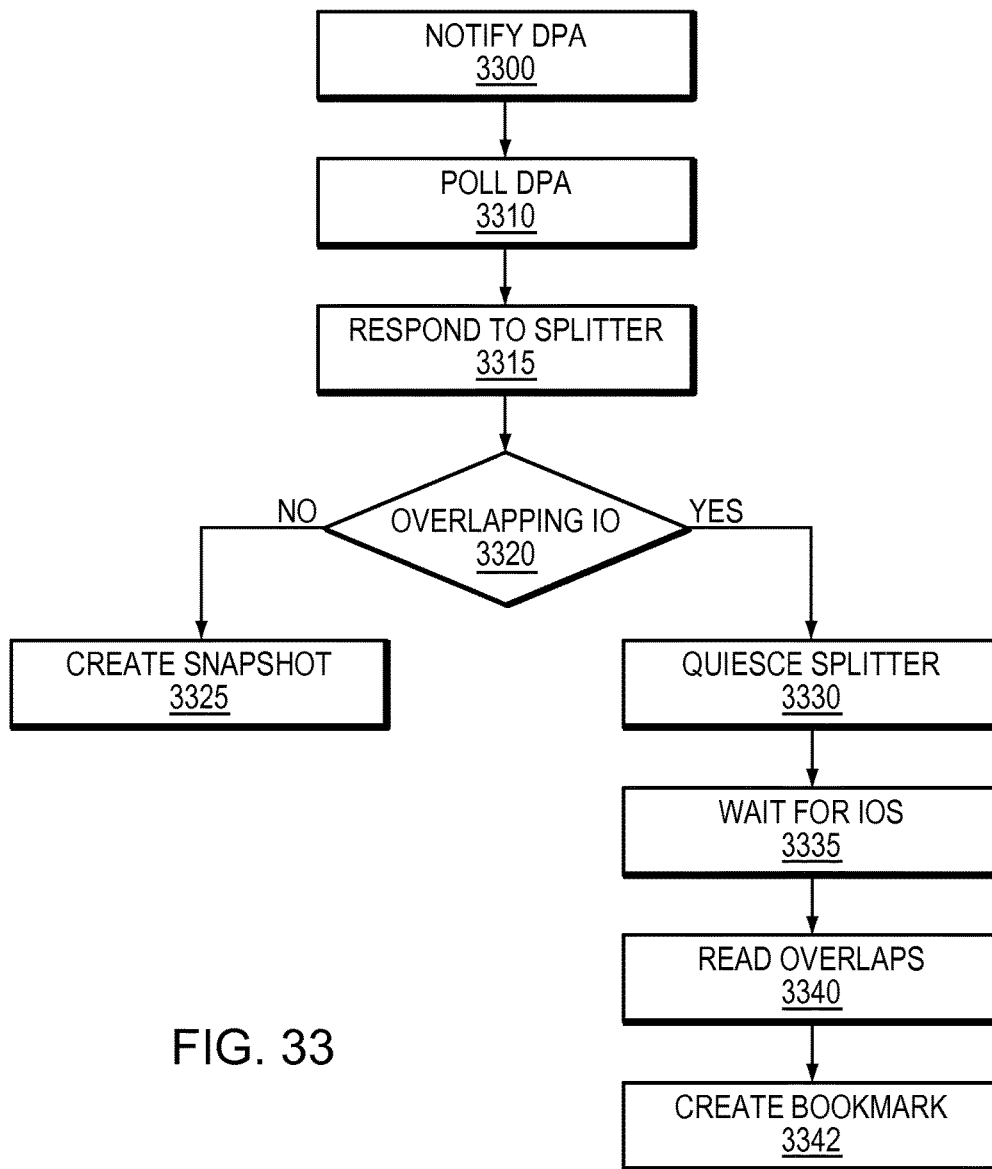 NOTIFY DPA
3300
POLL DPA
3310
RESPOND TO SPLITTER
3315
NO
OVERLAPPING IO
3320
YES
CREATE SNAPSHOT
3325
QUIESCE SPLITTER
3330
WAIT FOR IOS
3335
READ OVERLAPS
3340
CREATE BOOKMARK
3342
FIG. 33